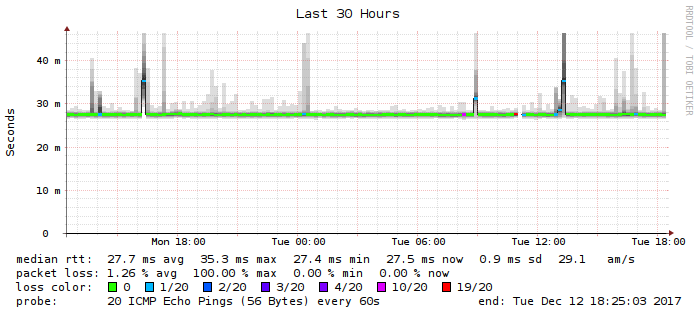 Last 30 Hours
RRDTOOL / TOBI OETIKER
Seconds
40 m
30 m
20 m
10 m
0
Mon 18:00 Tue 00:00 Tue 06:00 Tue 12:00 Tue 18:00
median rtt: 27.7 ms avg 35.3 ms max 27.4 ms min 27.5 ms now 0.9 ms sd 29.1 am/s
packet loss: 1.26 % avg 100.00 % max 0.00 % min 0.00 % now
loss color: 0 1/20 2/20 3/20 4/20 10/20 19/20
probe: 20 ICMP Echo Pings (56 Bytes) every 60s end: Tue Dec 12 18:25:03 2017